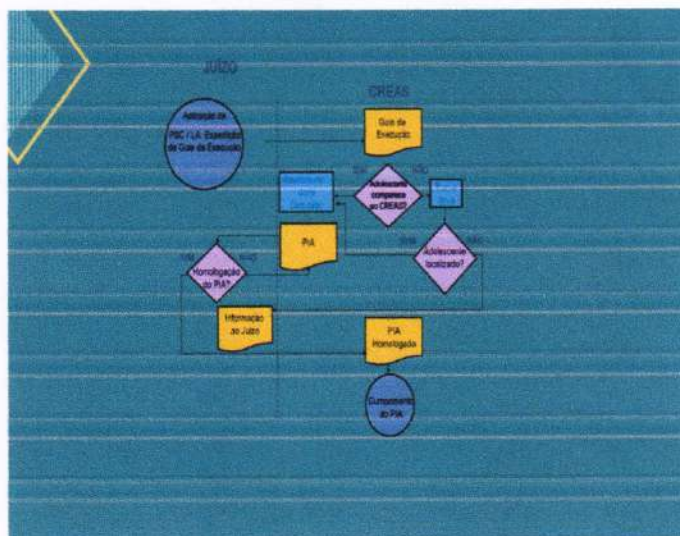 JUÍZO
CREAS
Aplicação de
PSC / LA: Expedição
de Guia de Execução
Guia de
Execução
SIM
NÃO
Adolescente
comparece
ao CREAS?
PIA
SIM
NÃO
SIM
NÃO
Homologação
do PIA?
Adolescente
localizado?
Informação
ao Juízo
PIA
Homologado
Cumprimento
do PIA